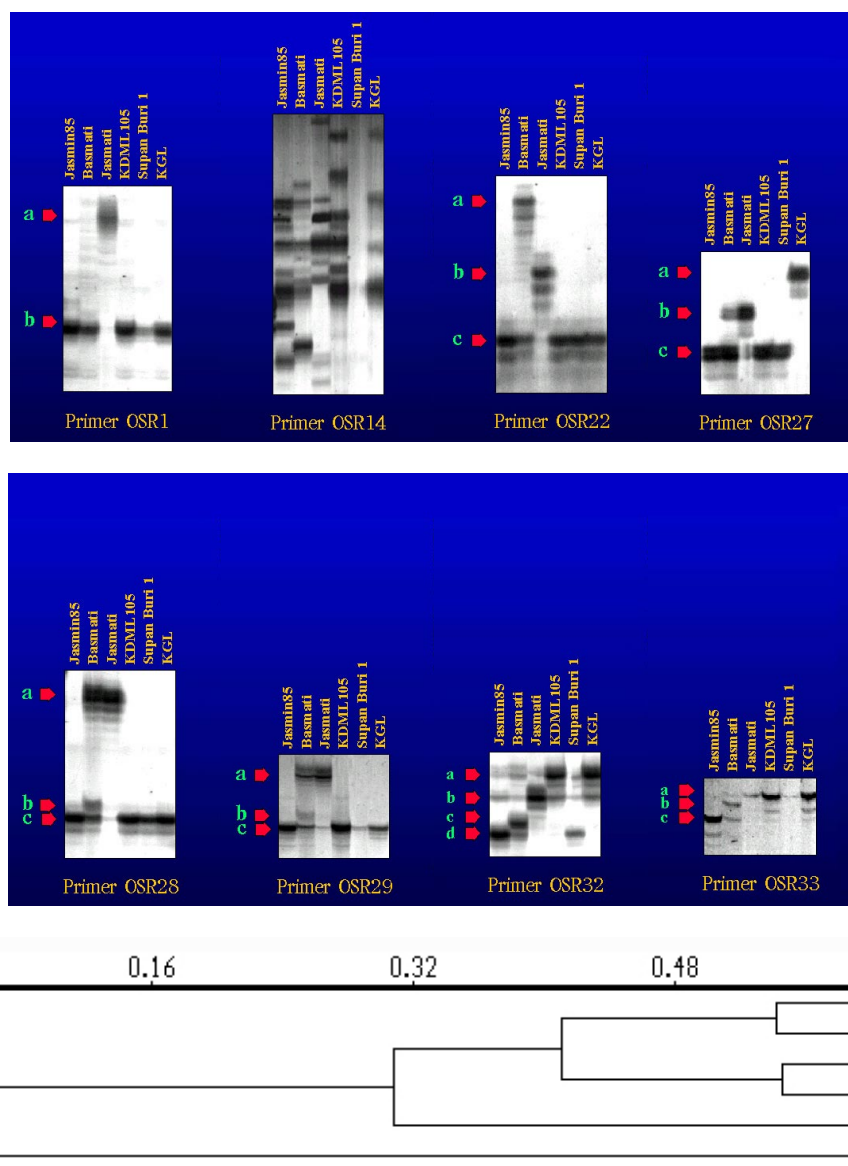 Jasmin85
Basmati
Jasmati
KDML105
Supan Buri 1
KGL
a
b
Primer OSR1
Jasmin85
Basmati
Jasmati
KDML105
Supan Buri 1
KGL
Primer OSR14
Jasmin85
Basmati
Jasmati
KDML105
Supan Buri 1
KGL
a
b
c
Primer OSR22
Jasmin85
Basmati
Jasmati
KDML105
Supan Buri 1
KGL
a
b
c
Primer OSR27
Jasmin85
Basmati
Jasmati
KDML105
Supan Buri 1
KGL
a
b
c
Primer OSR28
Jasmin85
Basmati
Jasmati
KDML105
Supan Buri 1
KGL
a
b
c
Primer OSR29
Jasmin85
Basmati
Jasmati
KDML105
Supan Buri 1
KGL
a
b
c
d
Primer OSR32
Jasmin85
Basmati
Jasmati
KDML105
Supan Buri 1
KGL
a
b
c
Primer OSR33
0.16 0.32 0.48